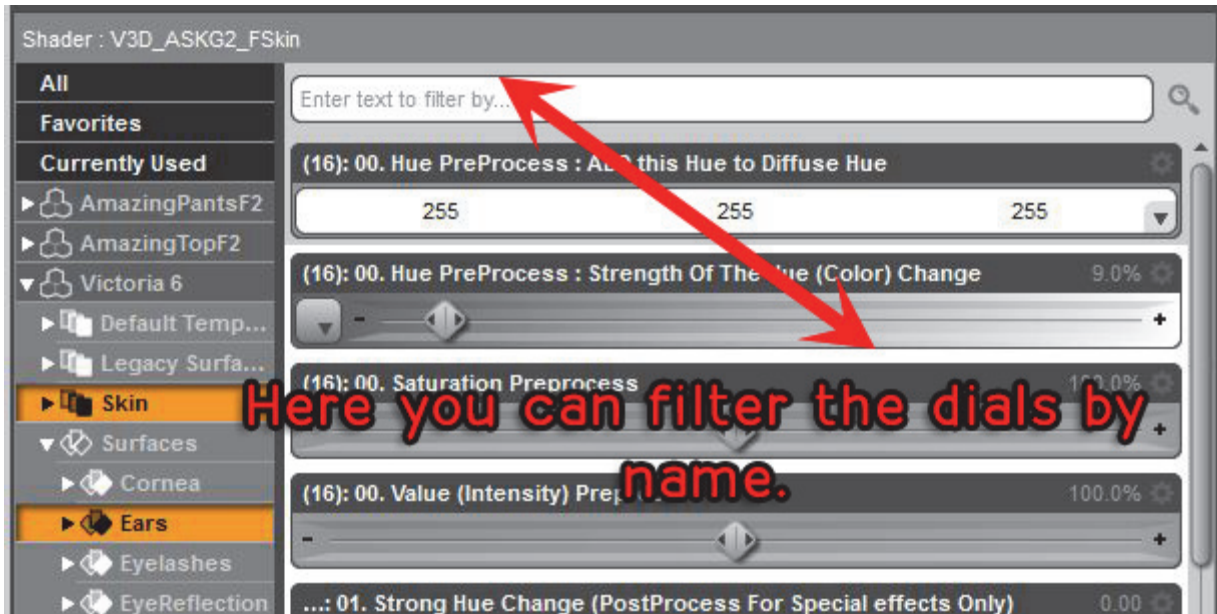 Shader : V3D_ASKG2_FSkin
All
Favorites
Currently Used
AmazingPantsF2
AmazingTopF2
Victoria 6
Default Temp...
Legacy Surfa...
Skin
Surfaces
Cornea
Ears
Eyelashes
EyeReflection
Enter text to filter by...
(16): 00. Hue PreProcess : ADD this Hue to Diffuse Hue
255 255 255
(16): 00. Hue PreProcess : Strength Of The Hue (Color) Change 9.0%
- +
(16): 00. Saturation Preprocess 100.0%
+
Here you can filter the dials by
name.
(16): 00. Value (Intensity) 100.0%
- +
...: 01. Strong Hue Change (PostProcess For Special effects Only) 0.00